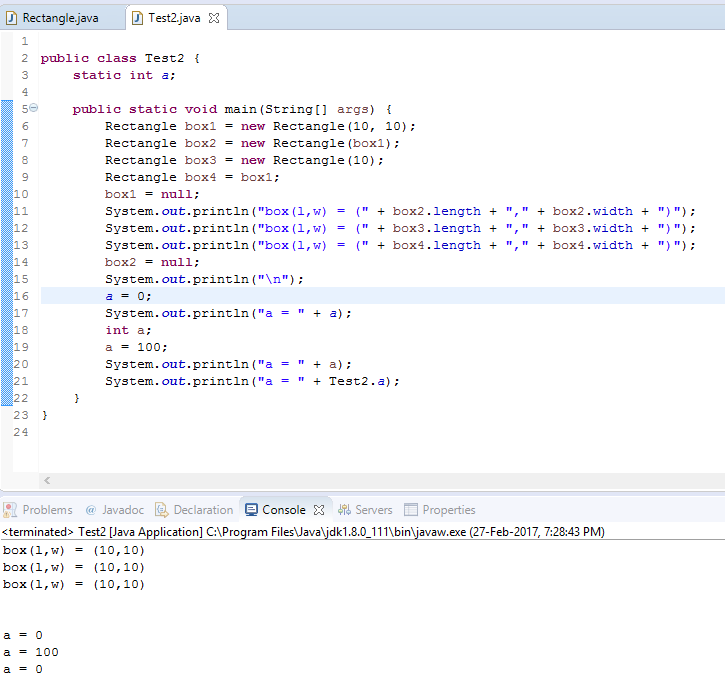 Rectangle.java Test2.java
1
2 public class Test2 {
3 static int a;
4
5 public static void main(String[] args) {
6 Rectangle box1 = new Rectangle(10, 10);
7 Rectangle box2 = new Rectangle(box1);
8 Rectangle box3 = new Rectangle(10);
9 Rectangle box4 = box1;
10 box1 = null;
11 System.out.println("box(l,w) = (" + box2.length + "," + box2.width + ")");
12 System.out.println("box(l,w) = (" + box3.length + "," + box3.width + ")");
13 System.out.println("box(l,w) = (" + box4.length + "," + box4.width + ")");
14 box2 = null;
15 System.out.println("\n");
16 a = 0;
17 System.out.println("a = " + a);
18 int a;
19 a = 100;
20 System.out.println("a = " + a);
21 System.out.println("a = " + Test2.a);
22 }
23 }
24
Problems @ Javadoc Declaration Console Servers Properties
<terminated> Test2 [Java Application] C:\Program Files\Java\jdk1.8.0_111\bin\javaw.exe (27-Feb-2017, 7:28:43 PM)
box(l,w) = (10,10)
box(l,w) = (10,10)
box(l,w) = (10,10)
a = 0
a = 100
a = 0